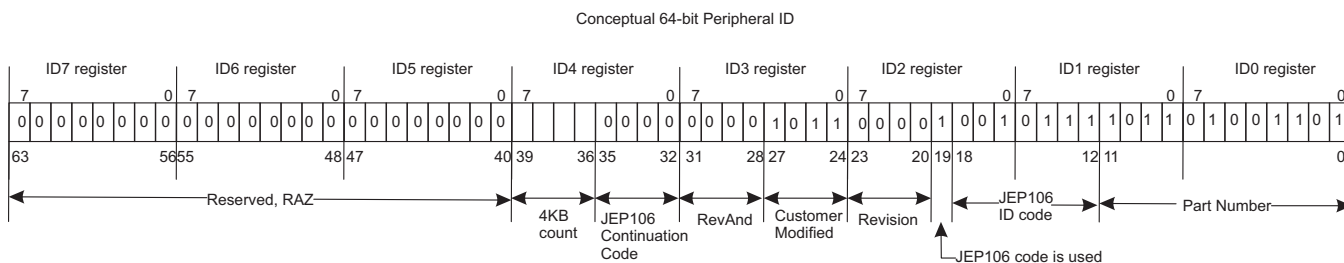 Conceptual 64-bit Peripheral ID
ID7 register ID6 register ID5 register ID4 register ID3 register ID2 register ID1 register ID0 register
7 0 7 0 7 0 7 0 7 0 7 0 7 0 7 0
0 0 0 0 0 0 0 0 0 0 0 0 0 0 0 0 0 0 0 0 0 0 0 0 0 0 0 0 0 0 0 0 1 0 1 1 0 0 0 0 1 0 0 1 0 1 1 1 1 0 1 1 0 1 0 0 1 1 0 1
63 56 55 48 47 40 39 36 35 32 31 28 27 24 23 20 19 18 12 11 0
Reserved, RAZ 4KB JEP106 RevAnd Customer Revision JEP106 Part Number
count Continuation Modified ID code
Code JEP106 code is used